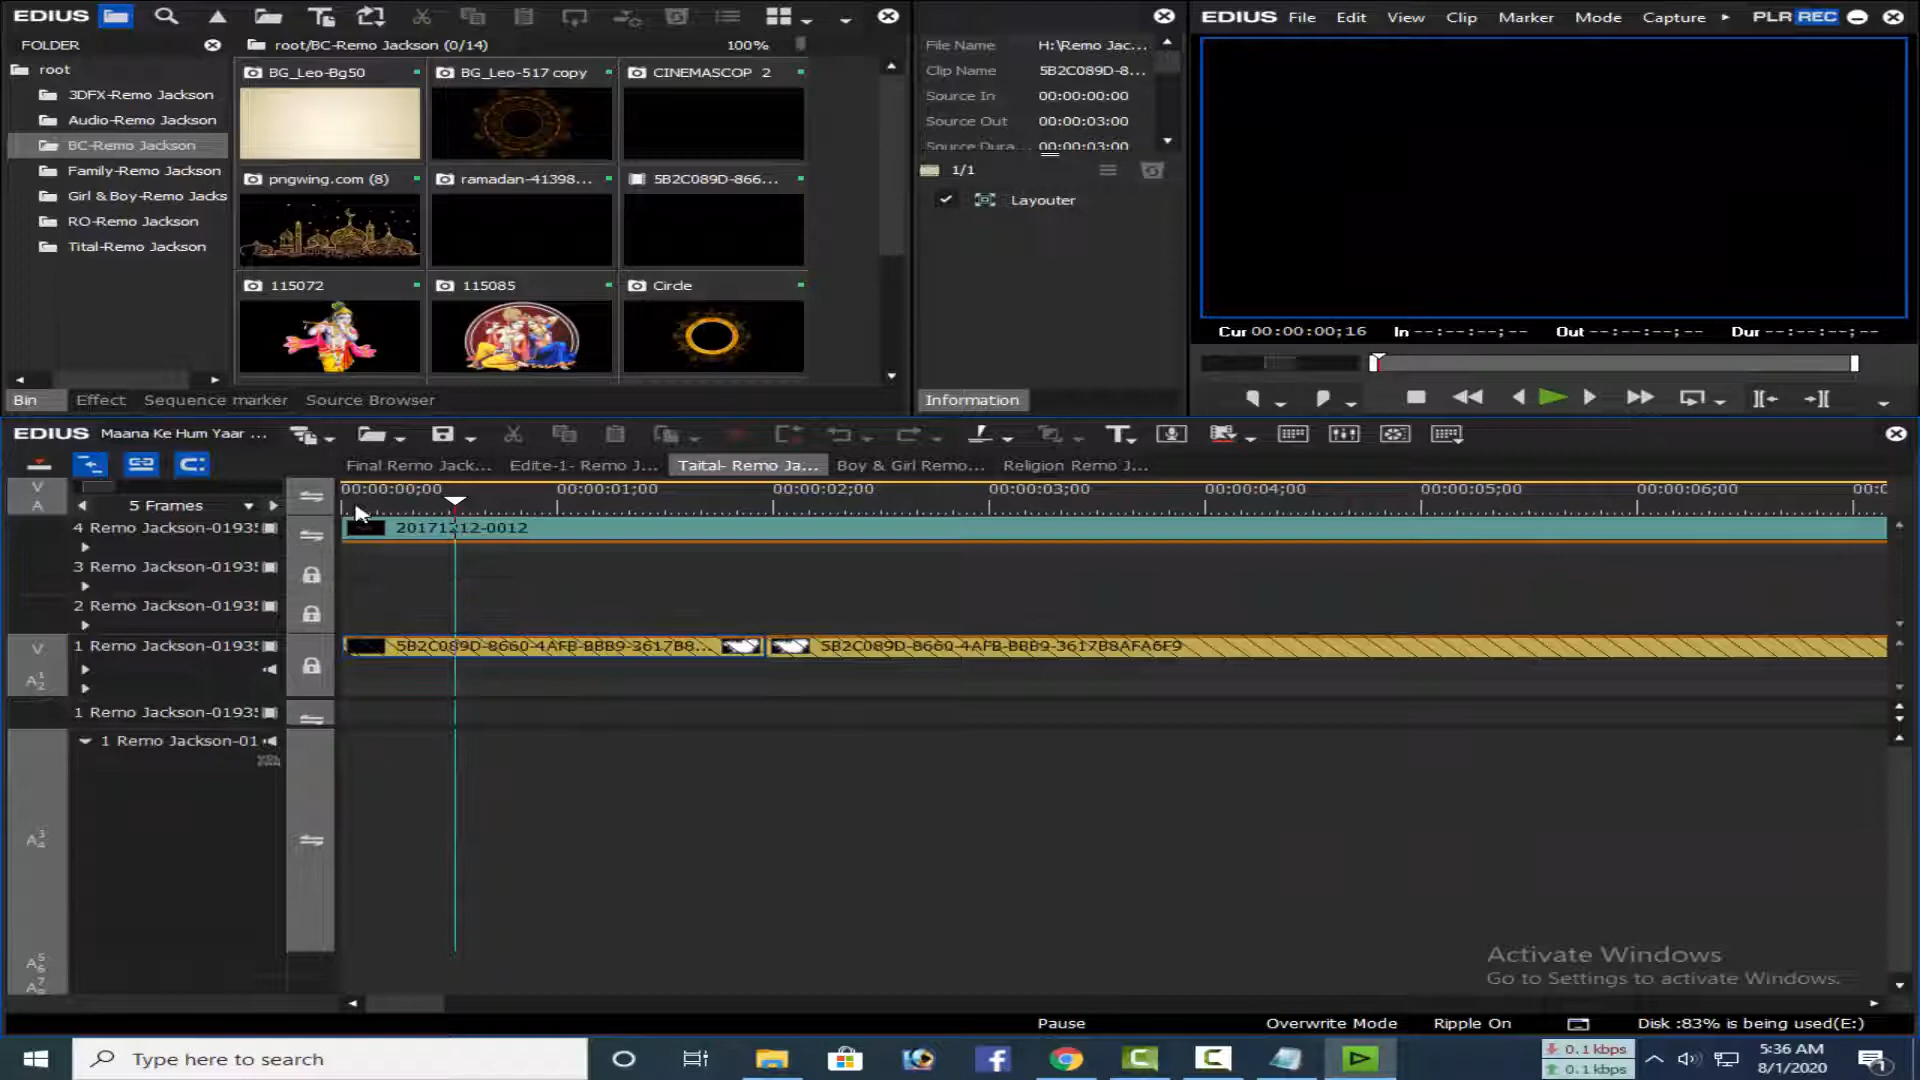 EDIUS
FOLDER
root
3DFX-Remo Jackson
Audio-Remo Jackson
BC-Remo Jackson
Family-Remo Jackson
Girl & Boy-Remo Jacks
RO-Remo Jackson
Tital-Remo Jackson
root/BC-Remo Jackson (0/14)
100%
BG_Leo-Bg50
BG_Leo-517 copy
CINEMASCOP 2
pngwing.com (8)
ramadan-41398...
5B2C089D-866...
115072
115085
Circle
Bin
Effect
Sequence marker
Source Browser
File Name H:\Remo Jac...
Clip Name 5B2C089D-8...
Source In 00:00:00:00
Source Out 00:00:03:00
Source Dura... 00:00:03:00
1/1
Layouter
Information
EDIUS File Edit View Clip Marker Mode Capture PLR REC
Cur 00:00:00;16 In --:--:--;-- Out --:--:--;-- Dur --:--:--;--
EDIUS Maana Ke Hum Yaar ...
Final Remo Jack...
Edite-1- Remo J...
Taital- Remo Ja...
Boy & Girl Remo...
Religion Remo J...
V
A
5 Frames
00:00:00;00 00:00:01;00 00:00:02;00 00:00:03;00 00:00:04;00 00:00:05;00 00:00:06;00 00:0
4 Remo Jackson-0193
20171212-0012
3 Remo Jackson-0193
2 Remo Jackson-0193
V
1 Remo Jackson-0193
5B2C089D-8660-4AFB-BBB9-3617B8...
5B2C089D-8660-4AFB-BBB9-3617B8AFA6F9
A12
1 Remo Jackson-0193
1 Remo Jackson-01
A34
A56
A78
Activate Windows
Go to Settings to activate Windows.
Pause
Overwrite Mode
Ripple On
Disk :83% is being used(E:)
Type here to search
0.1 kbps
0.1 kbps
5:36 AM
8/1/2020
1